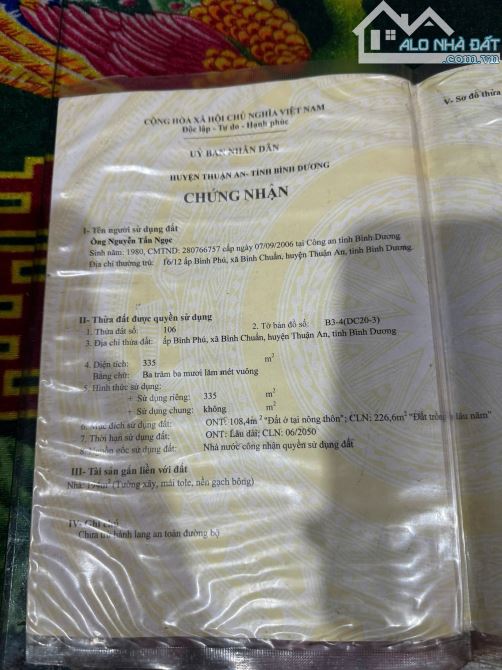 ALO NHÀ ĐẤT
.com.vn
CỘNG HÒA XÃ HỘI CHỦ NGHĨA VIỆT NAM
Độc lập - Tự do - Hạnh phúc
UỶ BAN NHÂN DÂN
HUYỆN THUẬN AN- TỈNH BÌNH DƯƠNG
CHỨNG NHẬN
I- Tên người sử dụng đất
Ông Nguyễn Tấn Ngọc
Sinh năm: 1980, CMTND: 280766757 cấp ngày 07/09/2006 tại Công an tỉnh Bình Dương
Địa chỉ thường trú: 16/12 ấp Bình Phú, xã Bình Chuẩn, huyện Thuận An, tỉnh Bình Dương.
II- Thửa đất được quyền sử dụng
1. Thửa đất số: 106 2. Tờ bản đồ số: B3-4(DC20-3)
3. Địa chỉ thửa đất: ấp Bình Phú, xã Bình Chuẩn, huyện Thuận An, tỉnh Bình Dương
4. Diện tích: 335 m2
Bằng chữ: Ba trăm ba mươi lăm mét vuông
5. Hình thức sử dụng:
+ Sử dụng riêng: 335 m2
+ Sử dụng chung: không m2
6. Mục đích sử dụng đất: ONT: 108,4m2 "Đất ở tại nông thôn"; CLN: 226,6m2 "Đất trồng lâu năm"
7. Thời hạn sử dụng đất: ONT: Lâu dài; CLN: 06/2050
gốc sử dụng đất: Nhà nước công nhận quyền sử dụng đất
III- Tài sản gắn liền với đất
Nhà: m2 (Tường xây, mái tole, nền gạch bông)
IV- Ghi chú
Chưa trừ hành lang an toàn đường bộ
V- Sơ đồ thửa